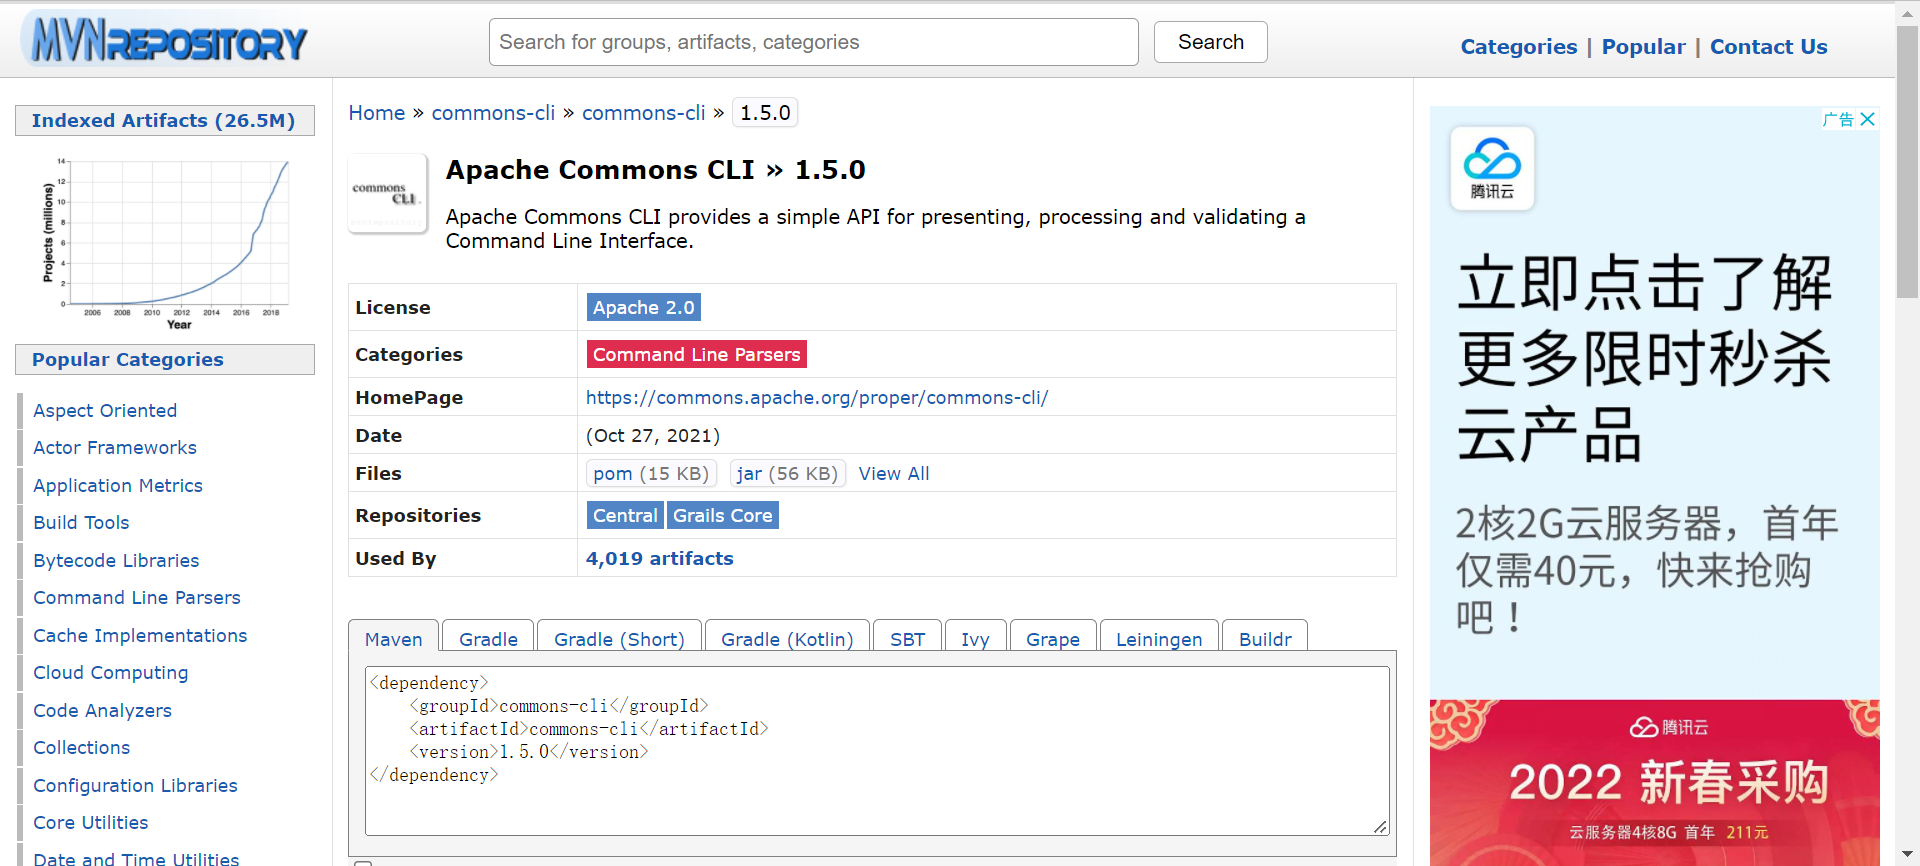 MVNREPOSITORY
Search for groups, artifacts, categories
Search
Categories | Popular | Contact Us
Indexed Artifacts (26.5M)
Projects (millions)
14
12
10
8
6
4
2
0
2006 2008 2010 2012 2014 2016 2018
Year
Popular Categories
Aspect Oriented
Actor Frameworks
Application Metrics
Build Tools
Bytecode Libraries
Command Line Parsers
Cache Implementations
Cloud Computing
Code Analyzers
Collections
Configuration Libraries
Core Utilities
Date and Time Utilities
Home » commons-cli » commons-cli » 1.5.0
commons
CLI
Apache Commons CLI » 1.5.0
Apache Commons CLI provides a simple API for presenting, processing and validating a
Command Line Interface.
License Apache 2.0
Categories Command Line Parsers
HomePage https://commons.apache.org/proper/commons-cli/
Date (Oct 27, 2021)
Files pom (15 KB) jar (56 KB) View All
Repositories Central Grails Core
Used By 4,019 artifacts
Maven Gradle Gradle (Short) Gradle (Kotlin) SBT Ivy Grape Leiningen Buildr
<dependency>
    <groupId>commons-cli</groupId>
    <artifactId>commons-cli</artifactId>
    <version>1.5.0</version>
</dependency>
广告
腾讯云
立即点击了解
更多限时秒杀
云产品
2核2G云服务器，首年
仅需40元，快来抢购
吧！
腾讯云
2022 新春采购
云服务器4核8G 首年 211元